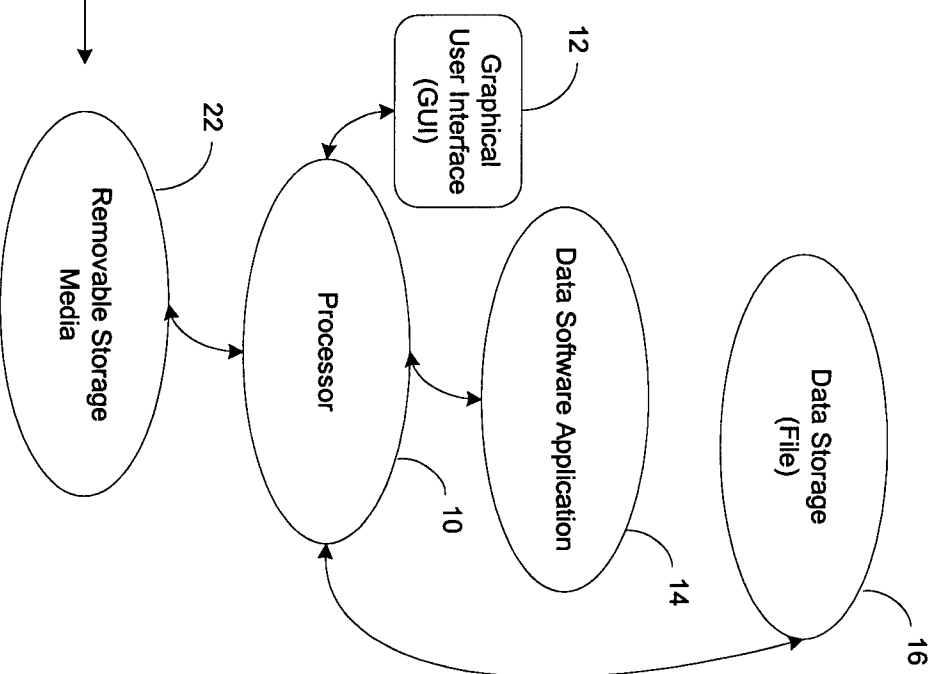 16
Data Storage
(File)
14
Data Software Application
12
Graphical
User Interface
(GUI)
10
Processor
22
Removable Storage
Media